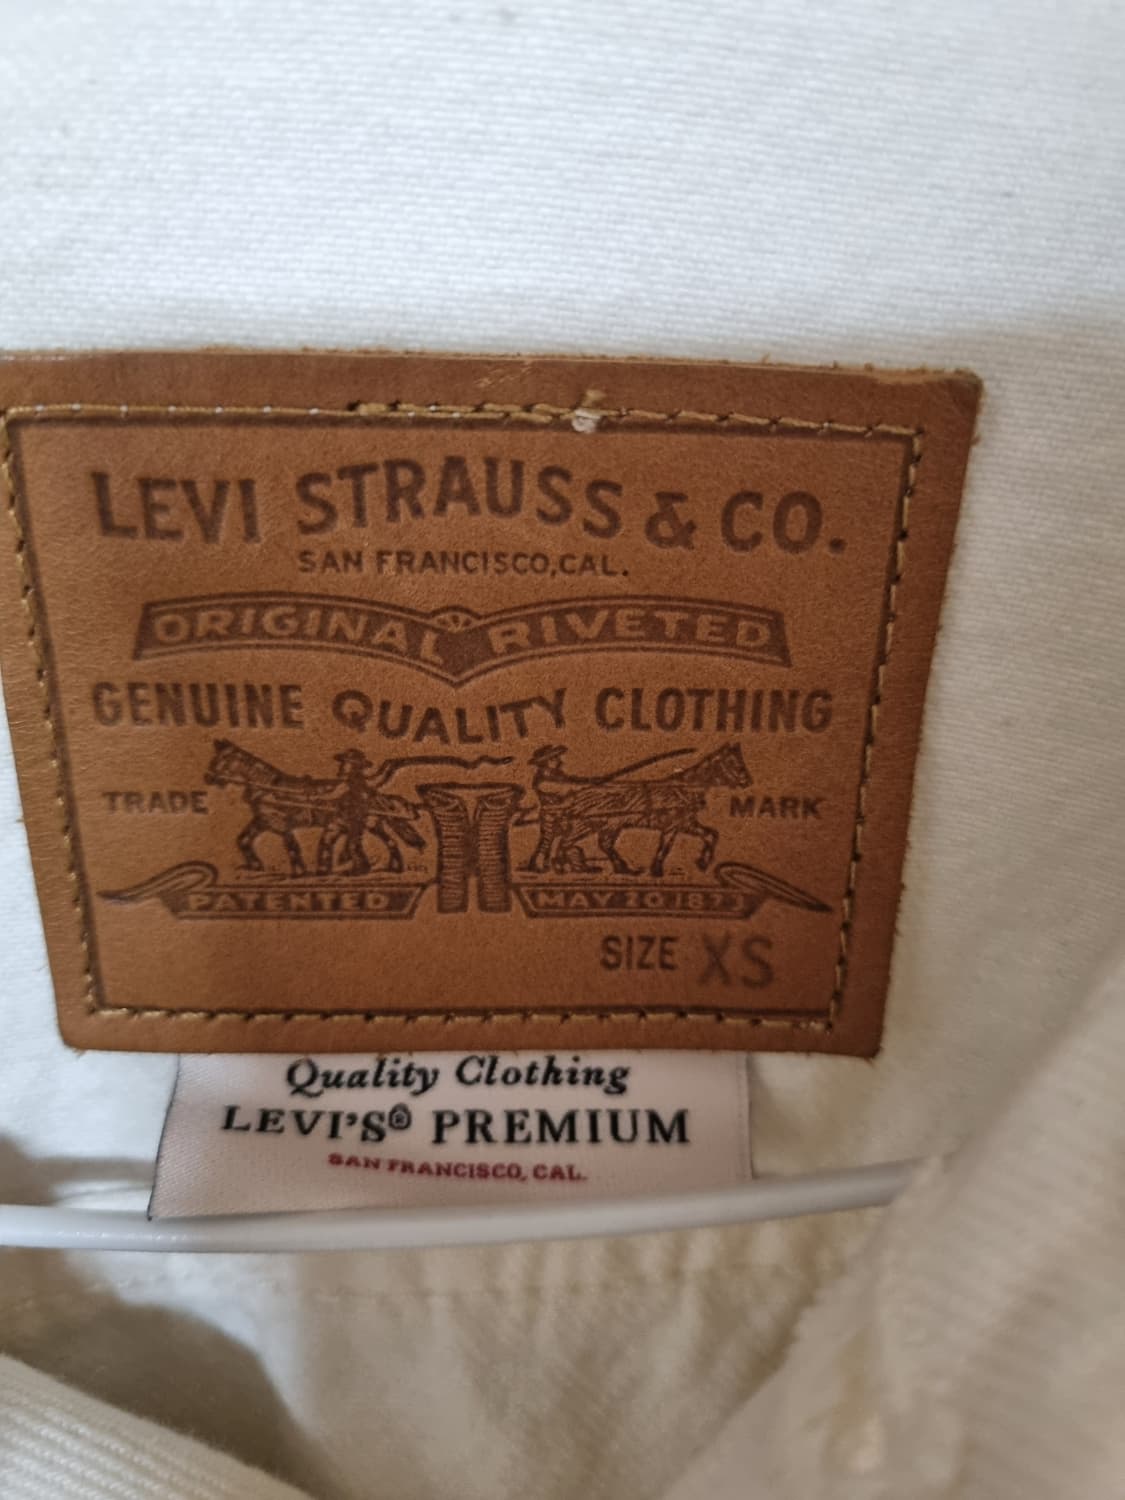 LEVI STRAUSS & CO.
SAN FRANCISCO, CAL.
ORIGINAL RIVETED
GENUINE QUALITY CLOTHING
TRADE MARK
PATENTED MAY 20 1873
SIZE XS
Quality Clothing
LEVI'S® PREMIUM
SAN FRANCISCO, CAL.